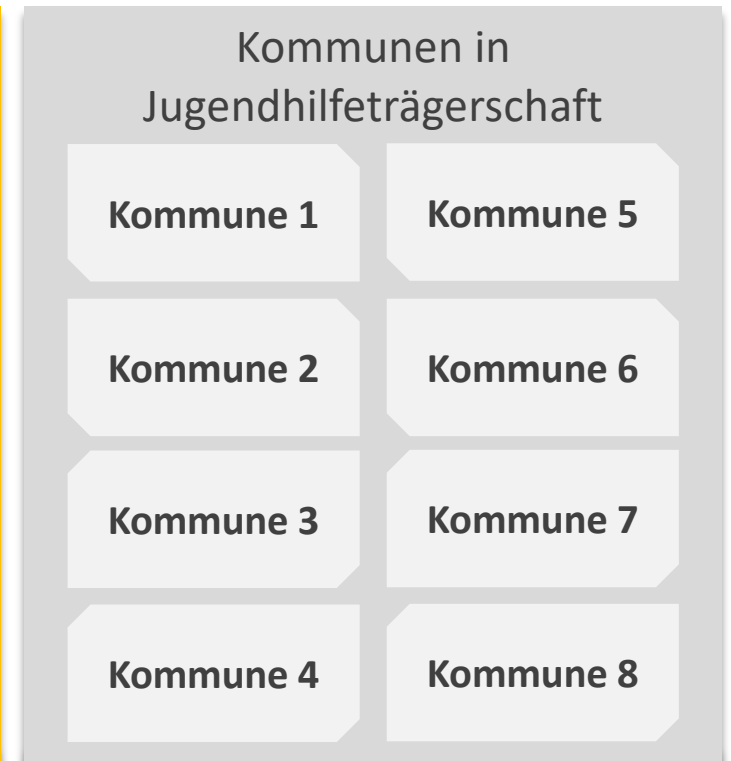 Kommunen in
Jugendhilfeträgerschaft
Kommune 1
Kommune 5
Kommune 2
Kommune 6
Kommune 3
Kommune 7
Kommune 4
Kommune 8